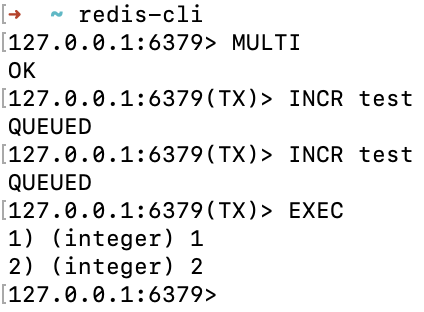 [➜  ~ redis-cli
[127.0.0.1:6379> MULTI
OK
[127.0.0.1:6379(TX)> INCR test
QUEUED
[127.0.0.1:6379(TX)> INCR test
QUEUED
[127.0.0.1:6379(TX)> EXEC
1) (integer) 1
2) (integer) 2
[127.0.0.1:6379>